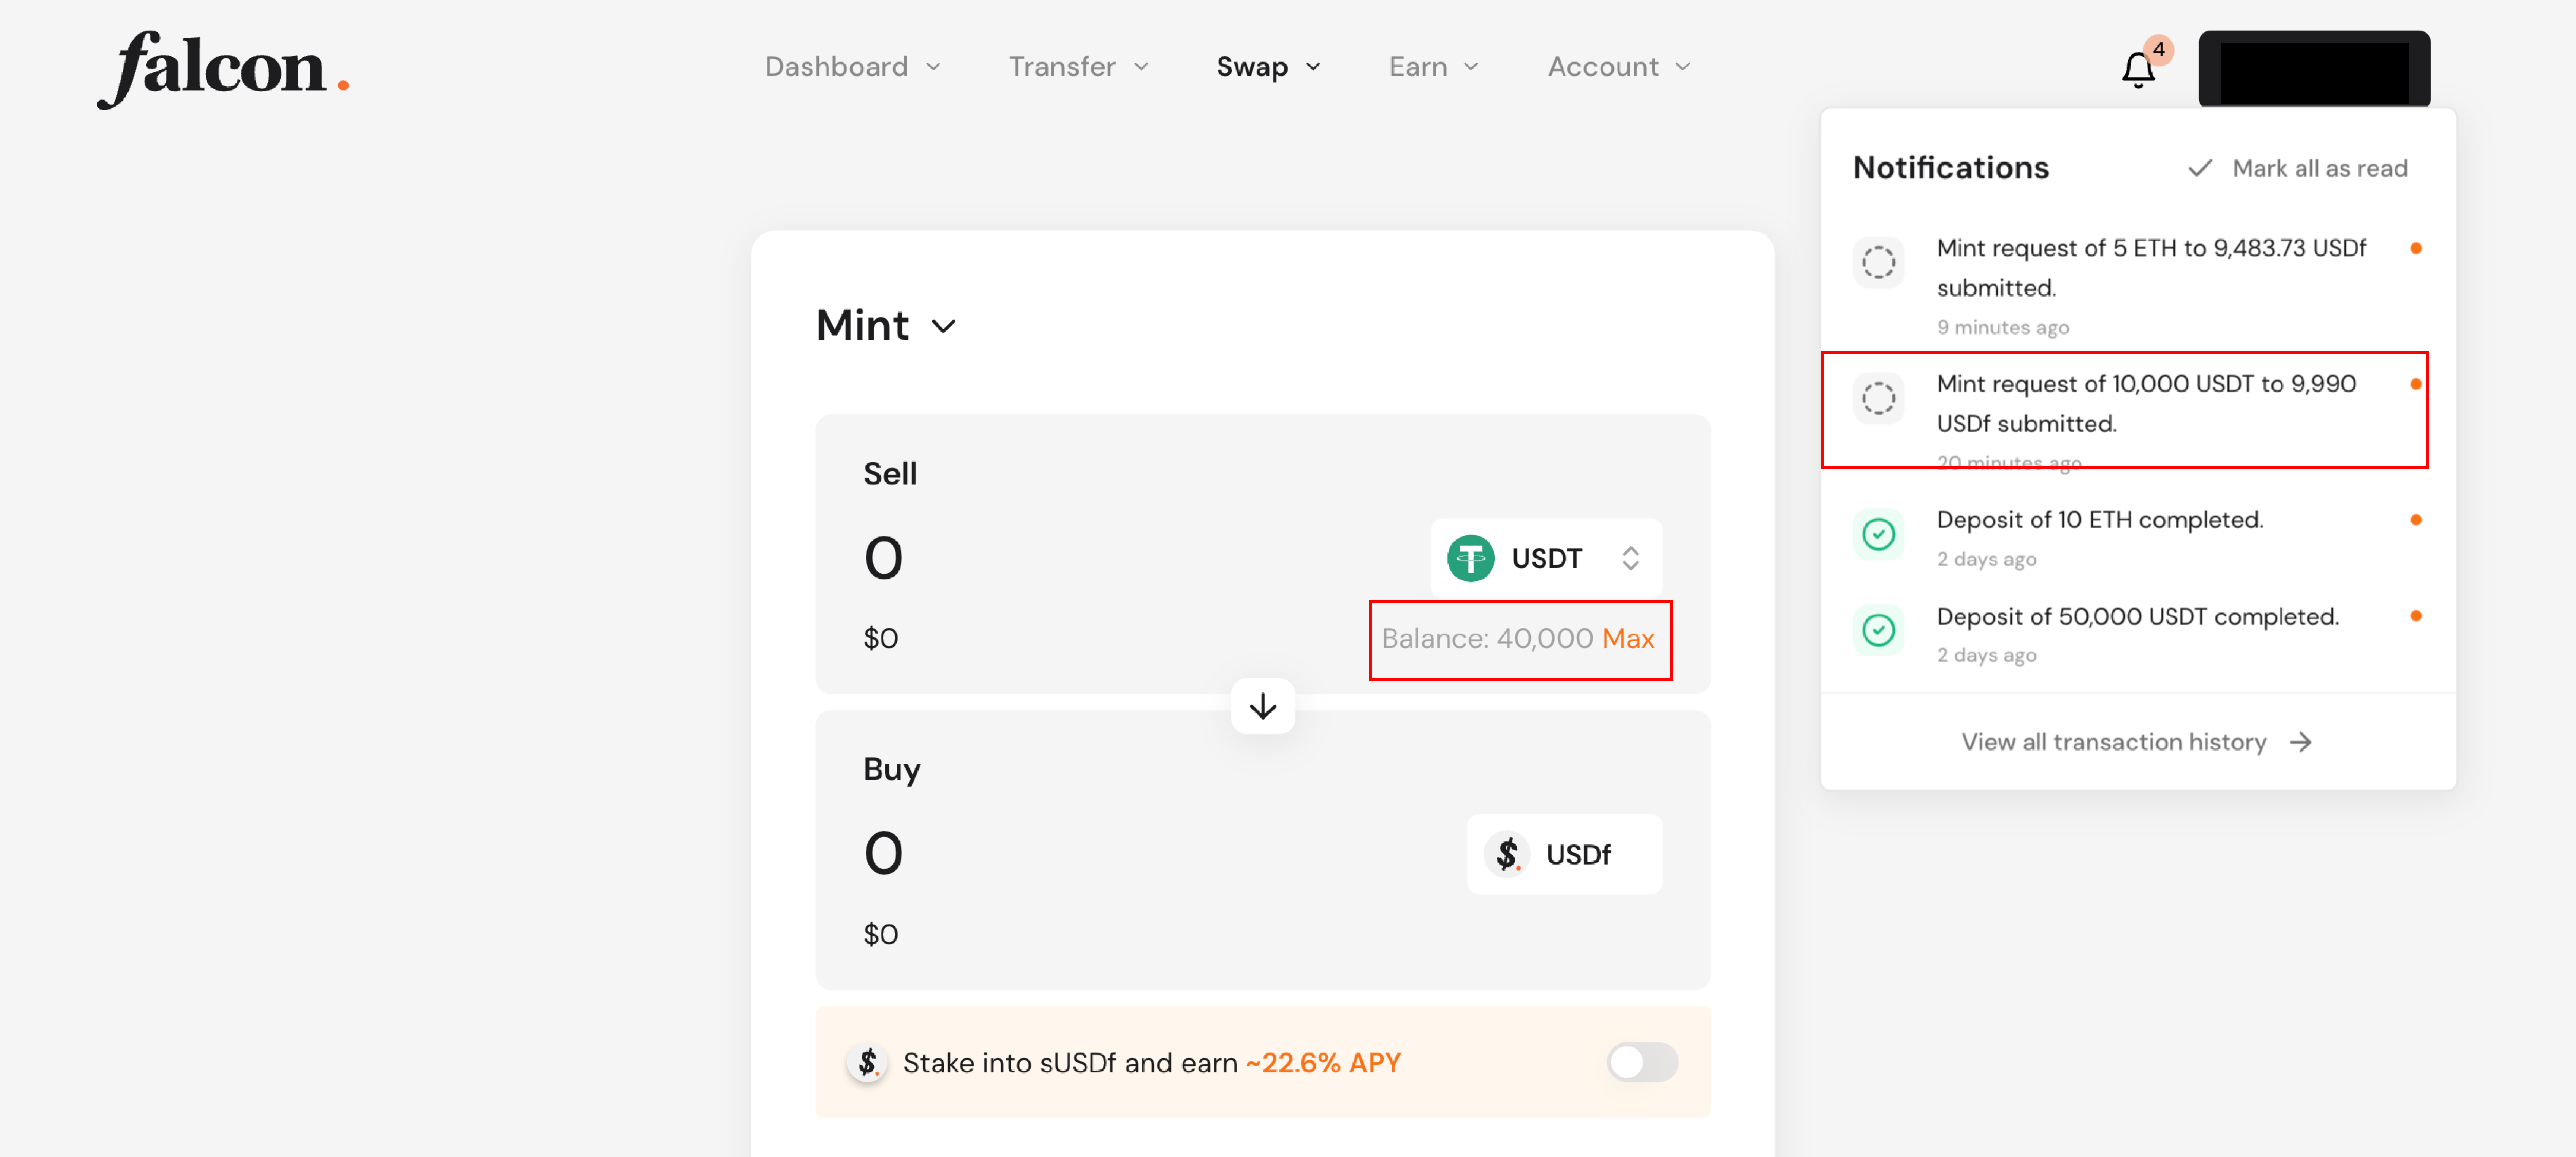 falcon.
Dashboard
Transfer
Swap
Earn
Account
4
Notifications
Mark all as read
Mint request of 5 ETH to 9,483.73 USDf
submitted.
9 minutes ago
Mint request of 10,000 USDT to 9,990
USDf submitted.
20 minutes ago
Deposit of 10 ETH completed.
2 days ago
Deposit of 50,000 USDT completed.
2 days ago
View all transaction history
Mint
Sell
0
USDT
$0
Balance: 40,000 Max
Buy
0
USDf
$0
Stake into sUSDf and earn ~22.6% APY